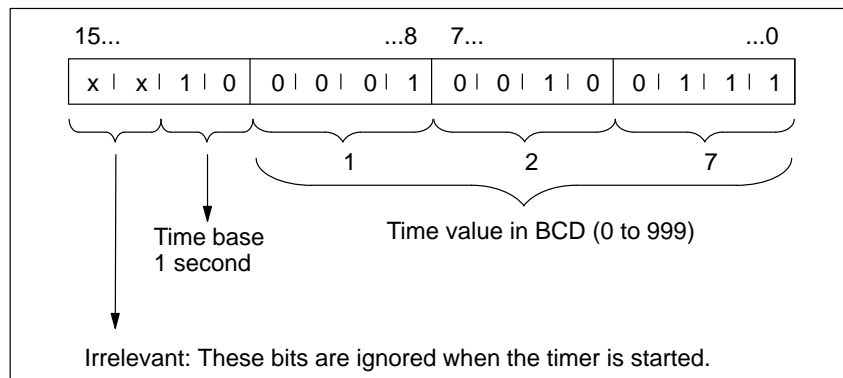 15... ...8 7... ...0
x x 1 0 0 0 0 1 0 0 1 0 0 1 1 1
1 2 7
Time value in BCD (0 to 999)
Time base
1 second
Irrelevant: These bits are ignored when the timer is started.